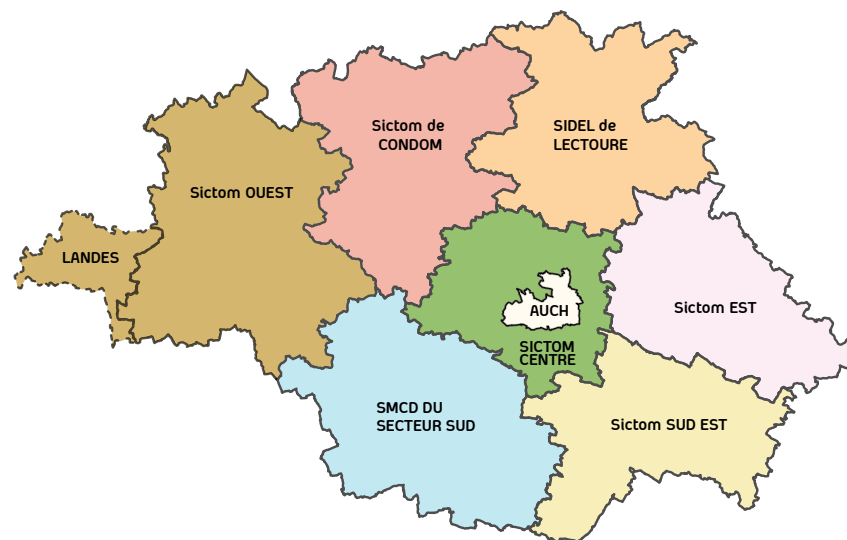 Sictom de
CONDOM
SIDEL de
LECTOURE
Sictom OUEST
LANDES
AUCH
Sictom EST
SICTOM
CENTRE
SMCD DU
SECTEUR SUD
Sictom SUD EST